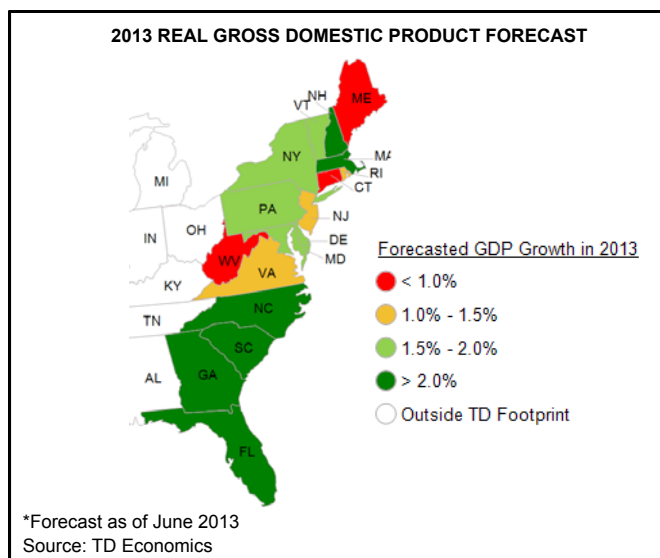 2013 REAL GROSS DOMESTIC PRODUCT FORECAST
ME
NH
VT
NY
MA
RI
CT
MI
PA
NJ
OH
IN
DE
MD
WV
VA
KY
NC
TN
SC
AL
GA
FL
Forecasted GDP Growth in 2013
< 1.0%
1.0% - 1.5%
1.5% - 2.0%
> 2.0%
Outside TD Footprint
*Forecast as of June 2013
Source: TD Economics